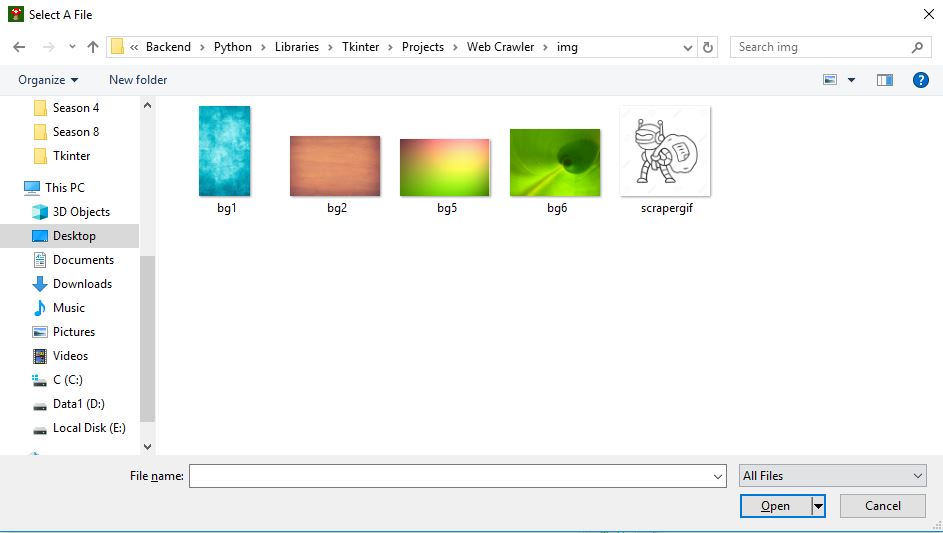 Select A File
« Backend > Python > Libraries > Tkinter > Projects > Web Crawler > img
Search img
Organize
New folder
Season 4
Season 8
Tkinter
This PC
3D Objects
Desktop
Documents
Downloads
Music
Pictures
Videos
C (C:)
Data1 (D:)
Local Disk (E:)
bg1
bg2
bg5
bg6
scrapergif
File name:
All Files
Open
Cancel